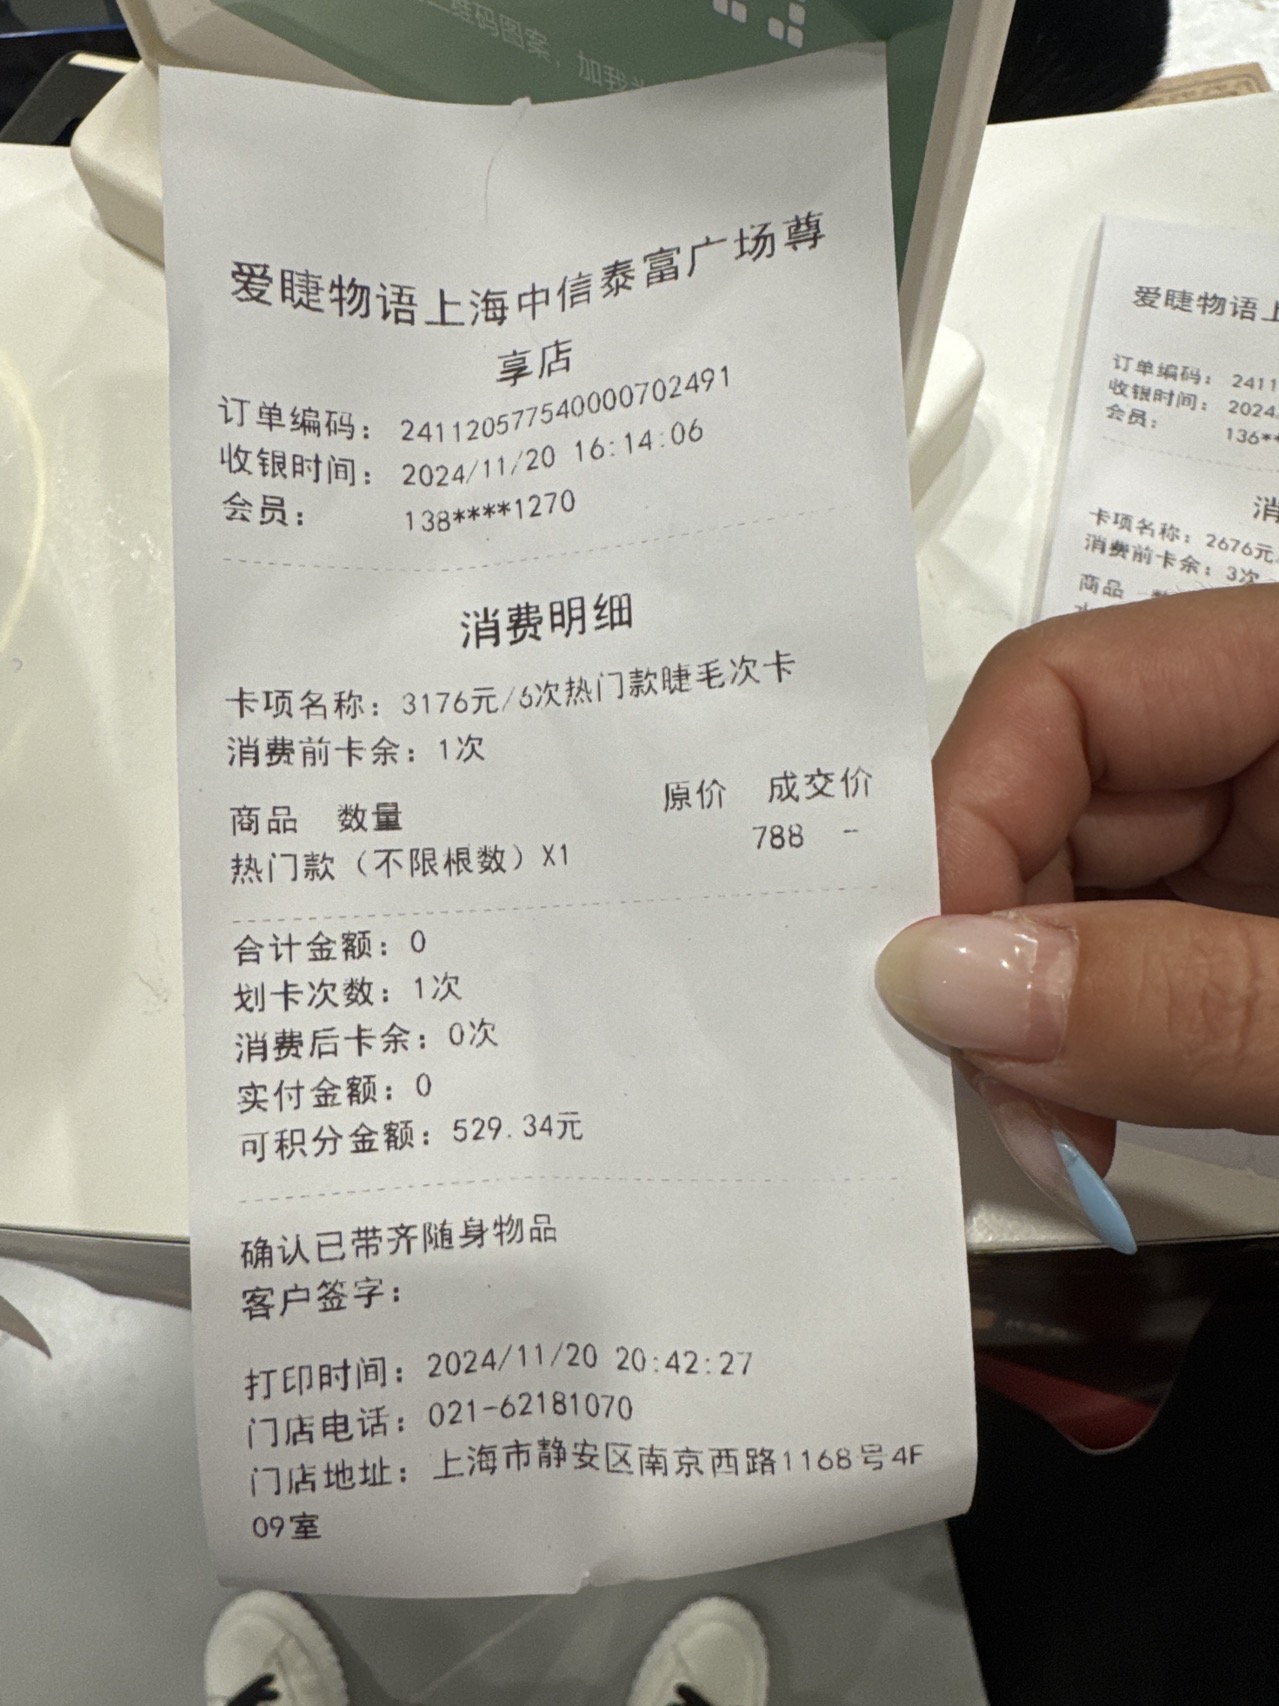 二维码图案，加我为
爱睫物语上海中信泰富广场尊
享店
订单编码：241120577540000702491
收银时间：2024/11/20 16:14:06
会员：138****1270
消费明细
卡项名称：3176元/6次热门款睫毛次卡
消费前卡余：1次
商品 数量 原价 成交价
热门款（不限根数）X1 788 -
合计金额：0
划卡次数：1次
消费后卡余：0次
实付金额：0
可积分金额：529.34元
确认已带齐随身物品
客户签字：
打印时间：2024/11/20 20:42:27
门店电话：021-62181070
门店地址：上海市静安区南京西路1168号4F
09室
爱睫物语上
订单编码：2411
收银时间：2024
会员：136**
消
卡项名称：2676元
消费前卡余：3次
商品